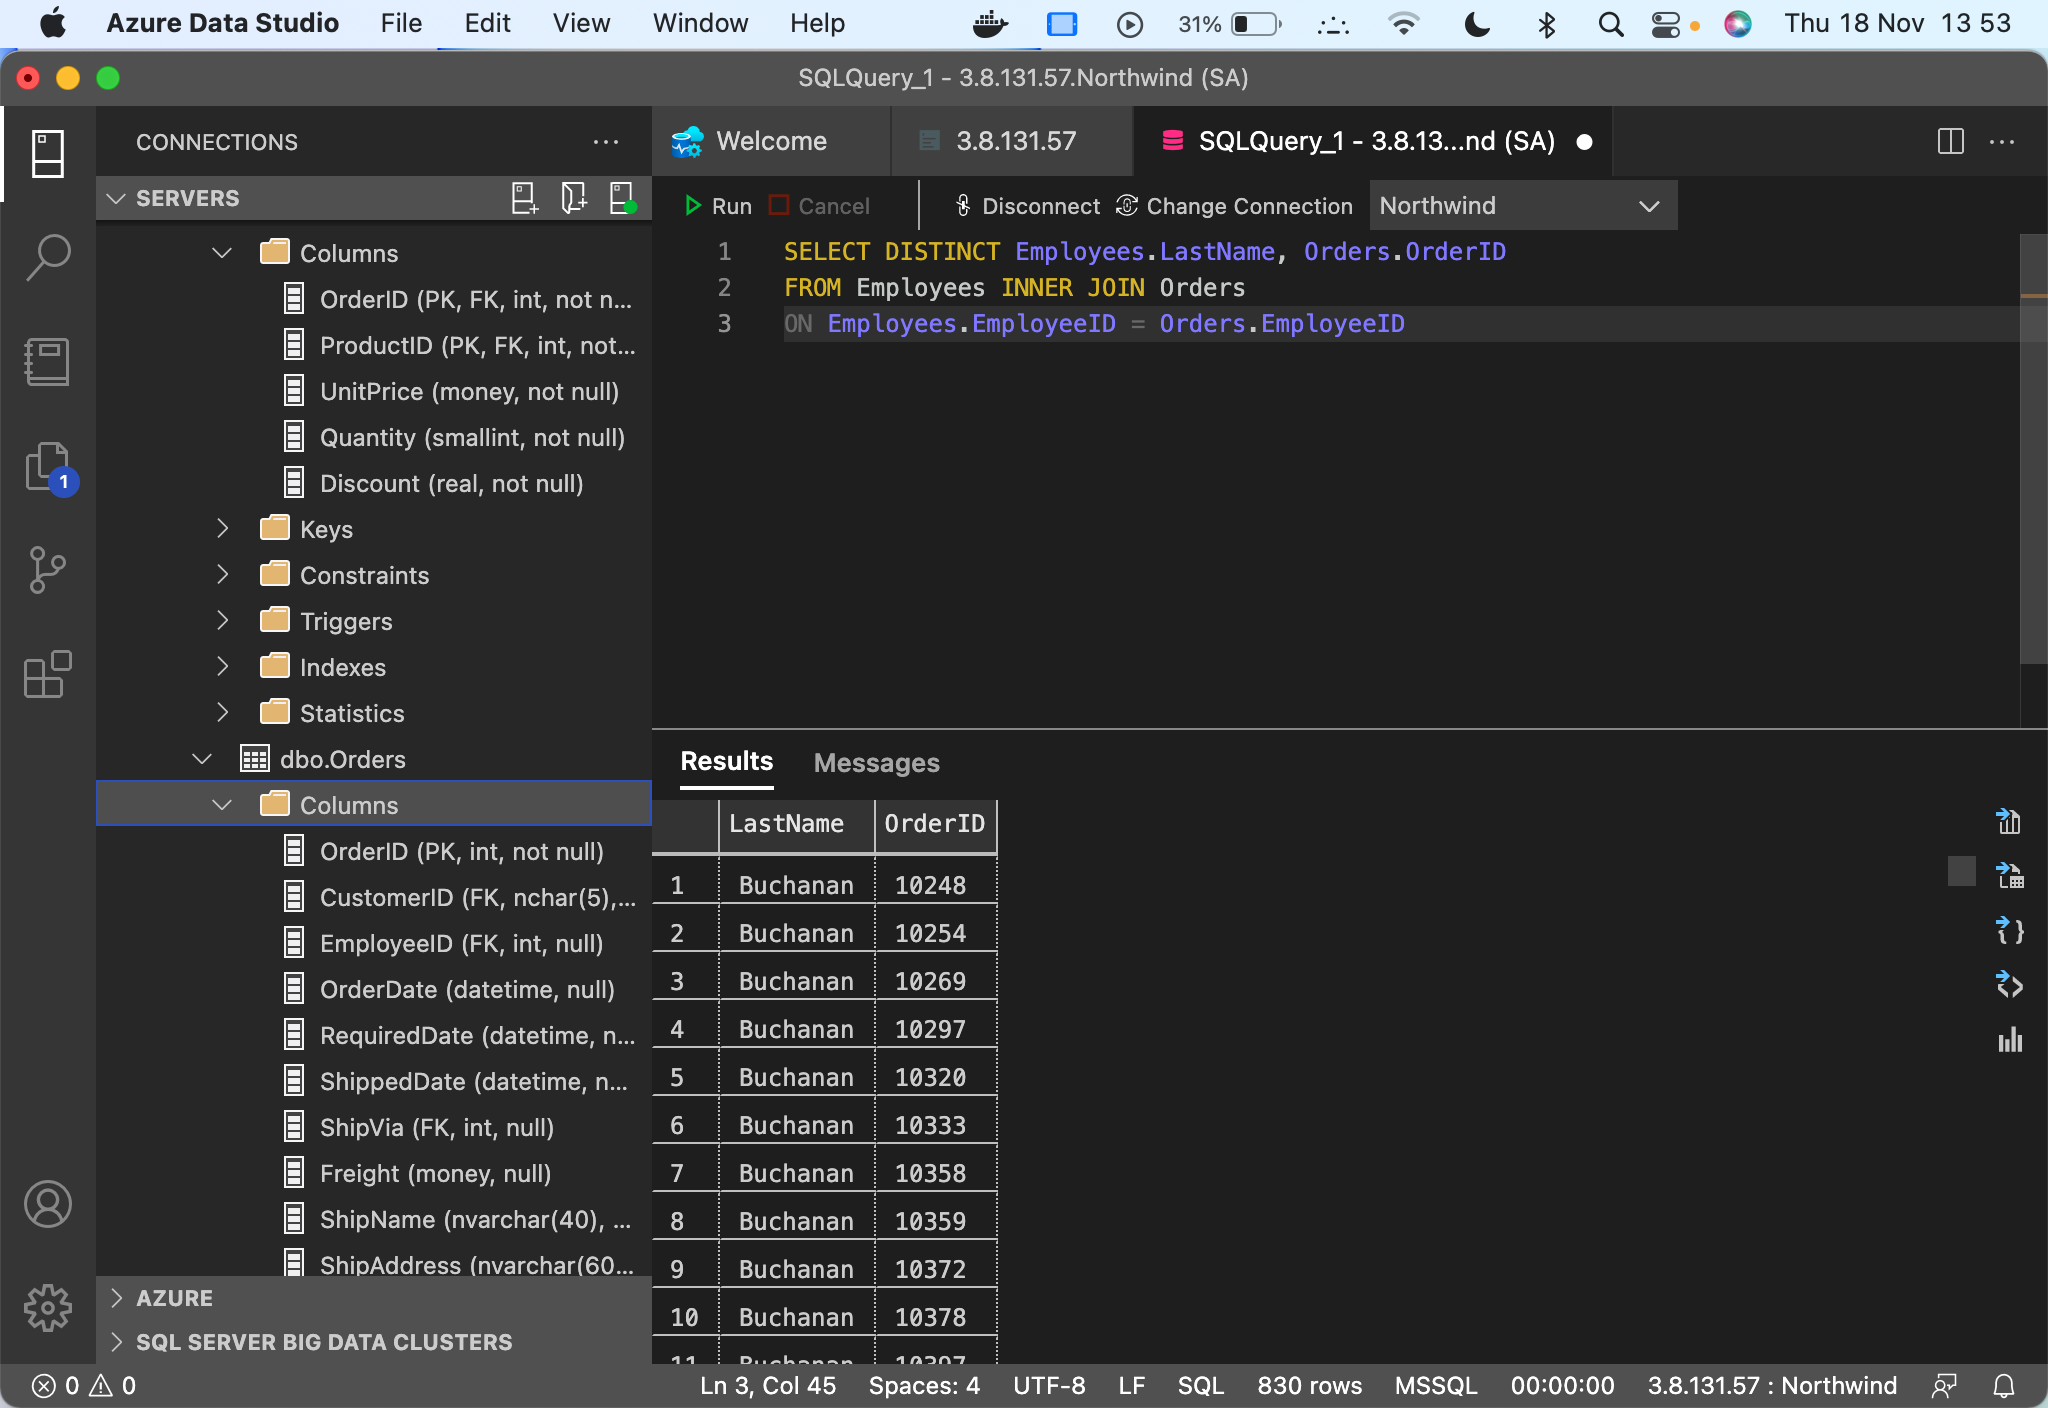 Azure Data Studio File Edit View Window Help 31% Thu 18 Nov 13 53
SQLQuery_1 - 3.8.131.57.Northwind (SA)
CONNECTIONS
SERVERS
Columns
OrderID (PK, FK, int, not n...
ProductID (PK, FK, int, not...
UnitPrice (money, not null)
Quantity (smallint, not null)
Discount (real, not null)
1
Keys
Constraints
Triggers
Indexes
Statistics
dbo.Orders
Columns
OrderID (PK, int, not null)
CustomerID (FK, nchar(5),...
EmployeeID (FK, int, null)
OrderDate (datetime, null)
RequiredDate (datetime, n...
ShippedDate (datetime, n...
ShipVia (FK, int, null)
Freight (money, null)
ShipName (nvarchar(40), ...
ShipAddress (nvarchar(60...
AZURE
SQL SERVER BIG DATA CLUSTERS
Welcome 3.8.131.57 SQLQuery_1 - 3.8.13...nd (SA)
Run Cancel Disconnect Change Connection Northwind
1 SELECT DISTINCT Employees.LastName, Orders.OrderID
2 FROM Employees INNER JOIN Orders
3 ON Employees.EmployeeID = Orders.EmployeeID
Results Messages
LastName OrderID
1 Buchanan 10248
2 Buchanan 10254
3 Buchanan 10269
4 Buchanan 10297
5 Buchanan 10320
6 Buchanan 10333
7 Buchanan 10358
8 Buchanan 10359
9 Buchanan 10372
10 Buchanan 10378
11 Buchanan 10397
0 0 Ln 3, Col 45 Spaces: 4 UTF-8 LF SQL 830 rows MSSQL 00:00:00 3.8.131.57 : Northwind